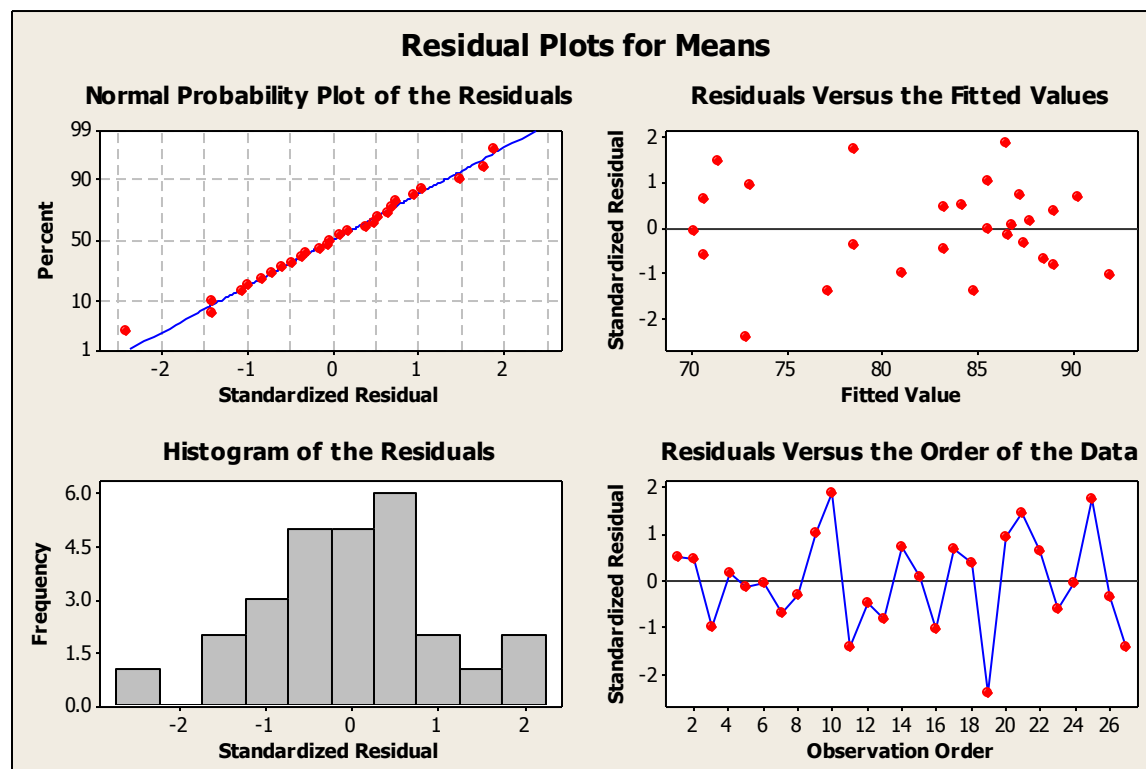 Residual Plots for Means
Normal Probability Plot of the Residuals
99
90
50
10
1
Percent
-2 -1 0 1 2
Standardized Residual
Residuals Versus the Fitted Values
2
1
0
-1
-2
Standardized Residual
70 75 80 85 90
Fitted Value
Histogram of the Residuals
6.0
4.5
3.0
1.5
0.0
Frequency
-2 -1 0 1 2
Standardized Residual
Residuals Versus the Order of the Data
2
1
0
-1
-2
Standardized Residual
2 4 6 8 10 12 14 16 18 20 22 24 26
Observation Order